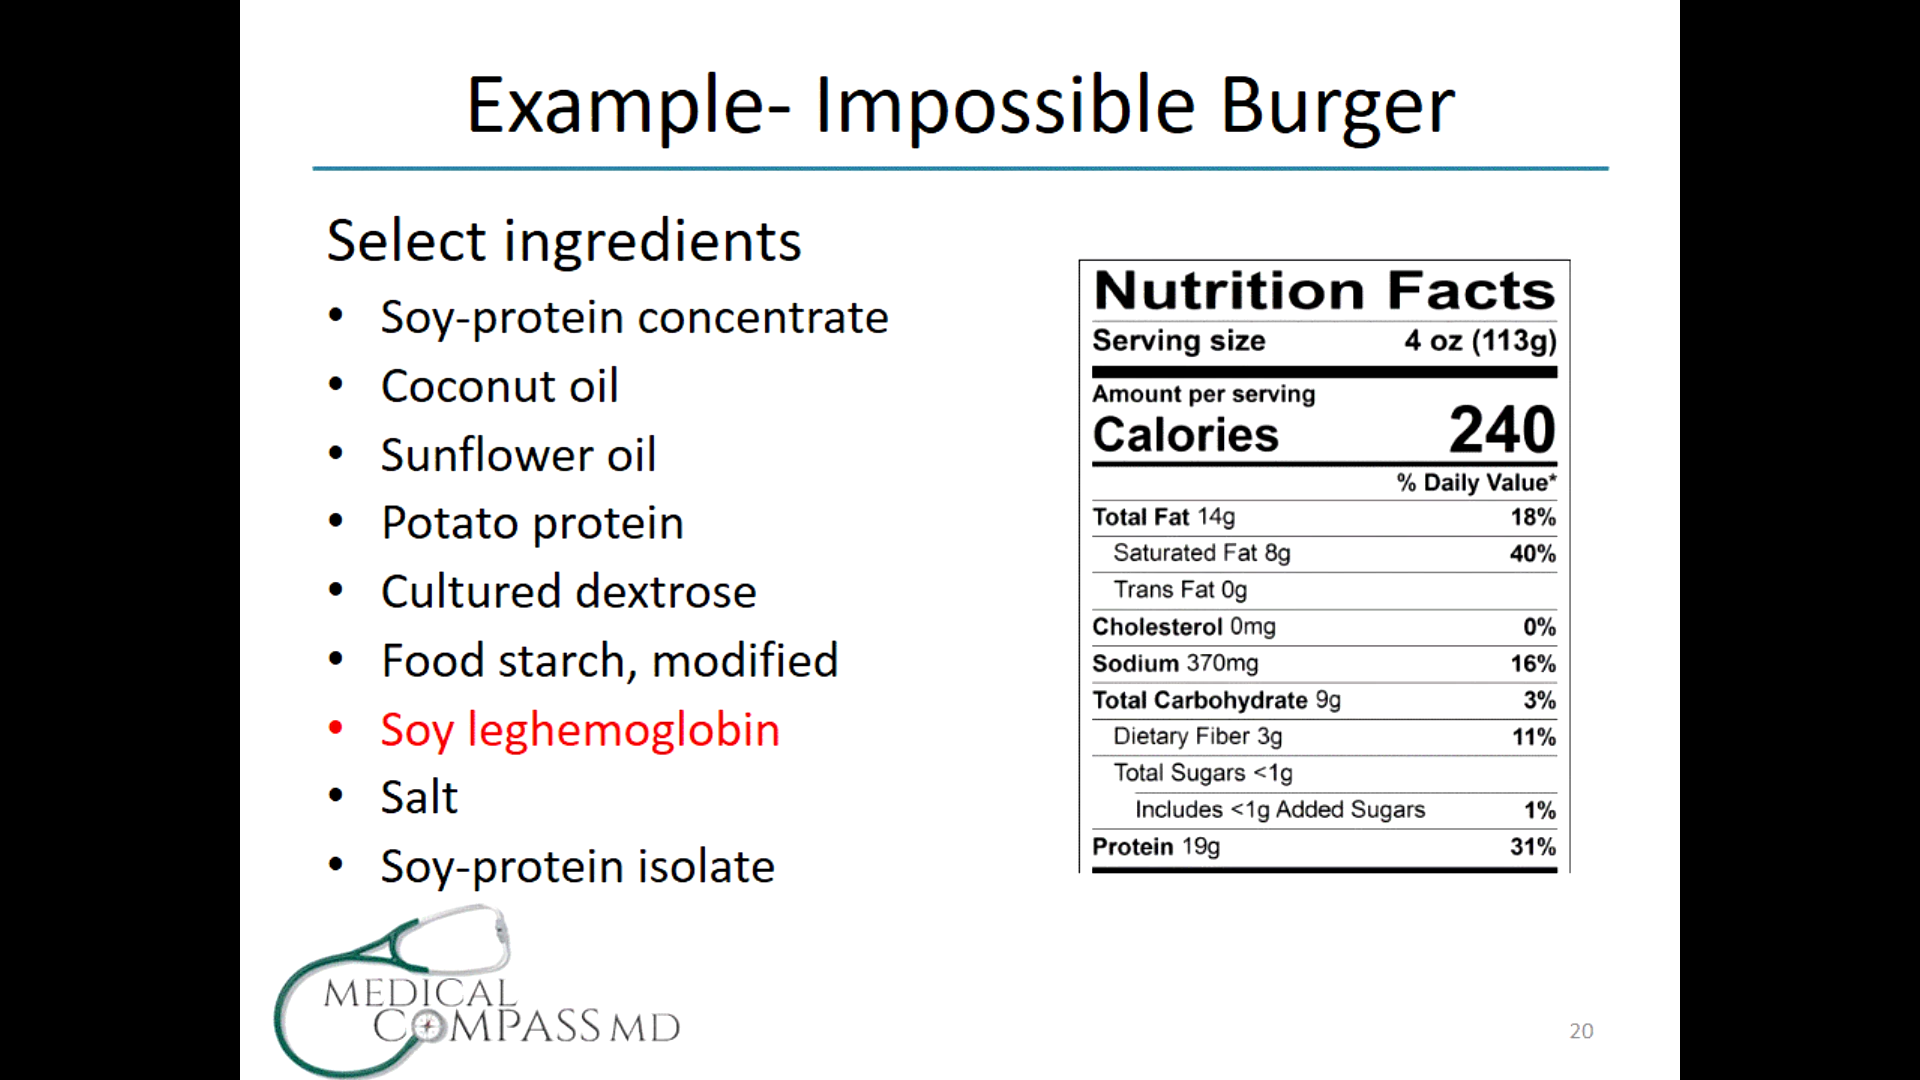 Example- Impossible Burger
Select ingredients
• Soy-protein concentrate
• Coconut oil
• Sunflower oil
• Potato protein
• Cultured dextrose
• Food starch, modified
• Soy leghemoglobin
• Salt
• Soy-protein isolate
Nutrition Facts
Serving size 4 oz (113g)
Amount per serving
Calories 240
% Daily Value*
Total Fat 14g 18%
Saturated Fat 8g 40%
Trans Fat 0g
Cholesterol 0mg 0%
Sodium 370mg 16%
Total Carbohydrate 9g 3%
Dietary Fiber 3g 11%
Total Sugars <1g
Includes <1g Added Sugars 1%
Protein 19g 31%
MEDICAL
COMPASS MD
20